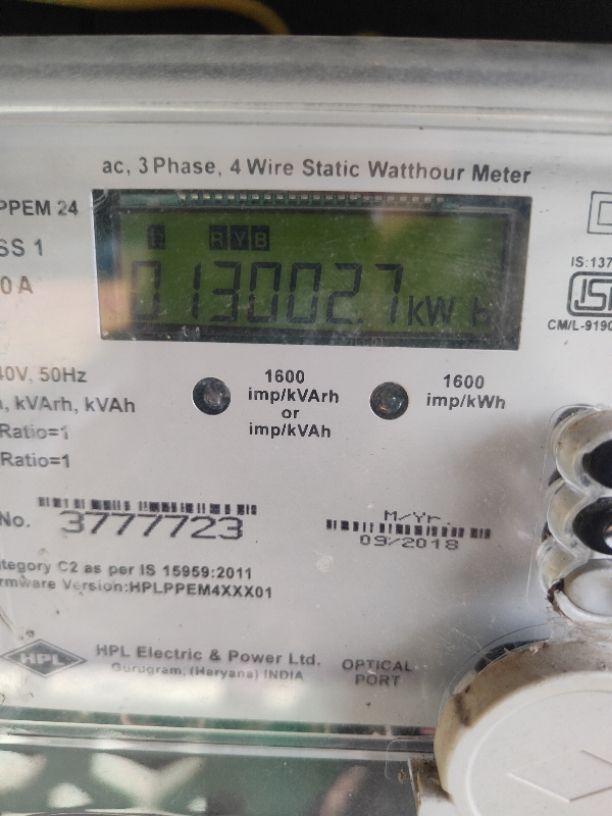 ac, 3 Phase, 4 Wire Static Watthour Meter
PPEM 24
SS 1
0 A
R Y B
0130027 kW h
IS:137
CM/L-9190
40V, 50Hz
, kVArh, kVAh
Ratio=1
Ratio=1
1600
imp/kVArh
or
imp/kVAh
1600
imp/kWh
No. 3777723
M/Yr.
09/2018
tegory C2 as per IS 15959:2011
rmware Version:HPLPPEM4XXX01
HPL
HPL Electric & Power Ltd.
Gurugram, (Haryana) INDIA
OPTICAL
PORT